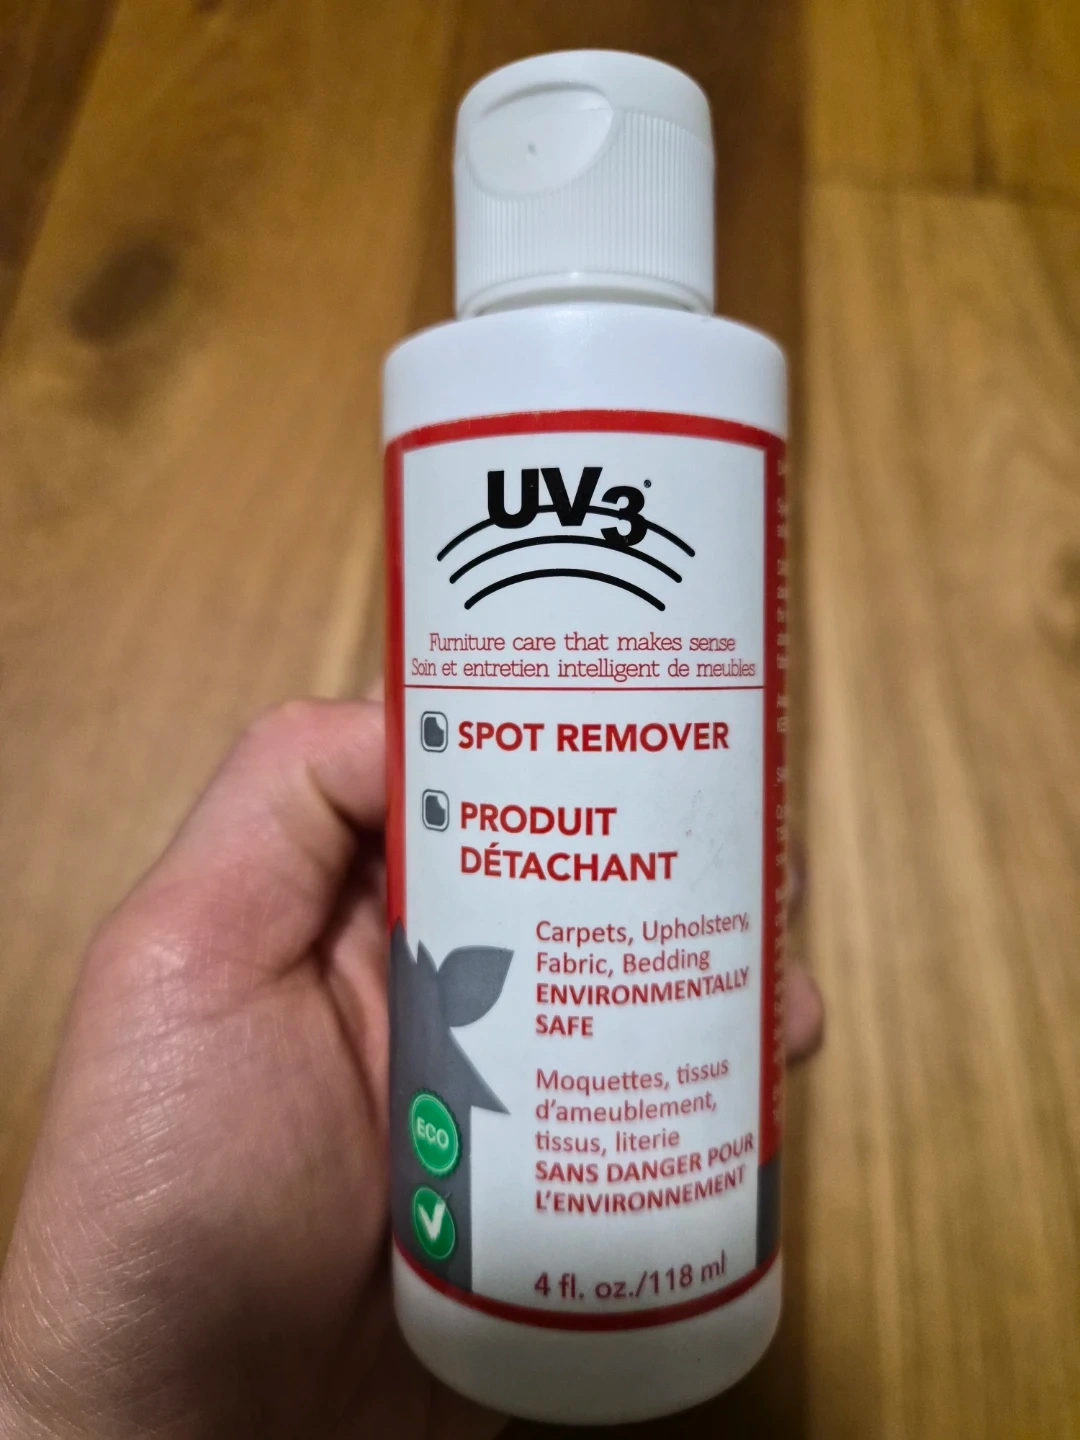 UV3®
Furniture care that makes sense
Soin et entretien intelligent de meubles
SPOT REMOVER
PRODUIT
DÉTACHANT
Carpets, Upholstery,
Fabric, Bedding
ENVIRONMENTALLY
SAFE
Moquettes, tissus
d'ameublement,
tissus, literie
SANS DANGER POUR
L'ENVIRONNEMENT
ECO
4 fl. oz./118 ml